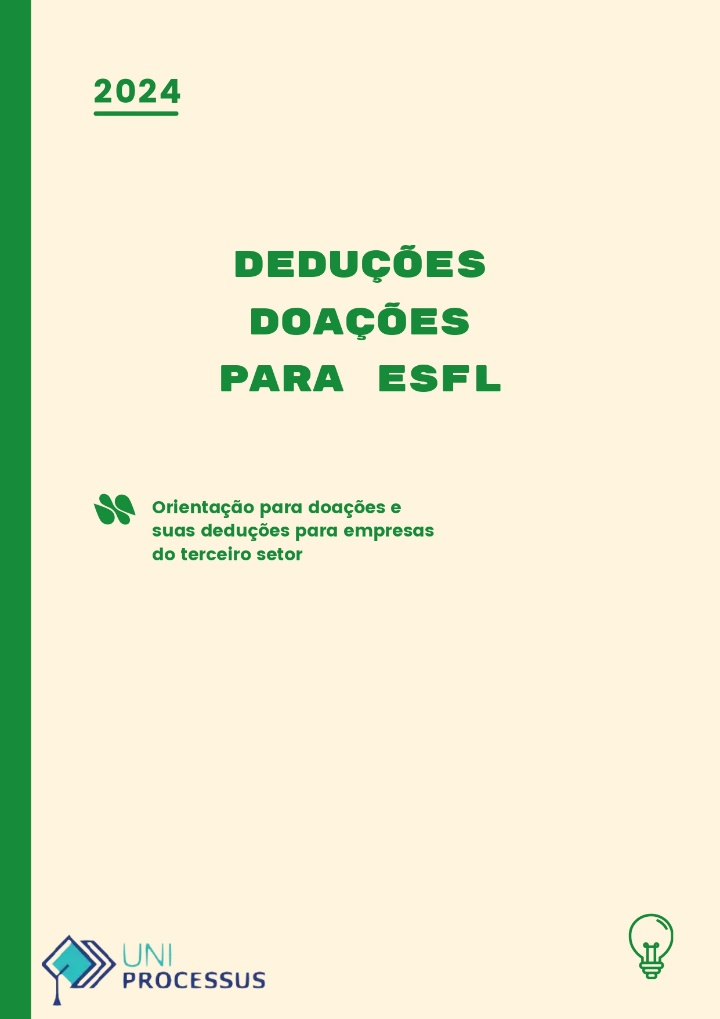 2024
DEDUÇÕES
DOAÇÕES
PARA ESFL
Orientação para doações e
suas deduções para empresas
do terceiro setor
UNI
PROCESSUS